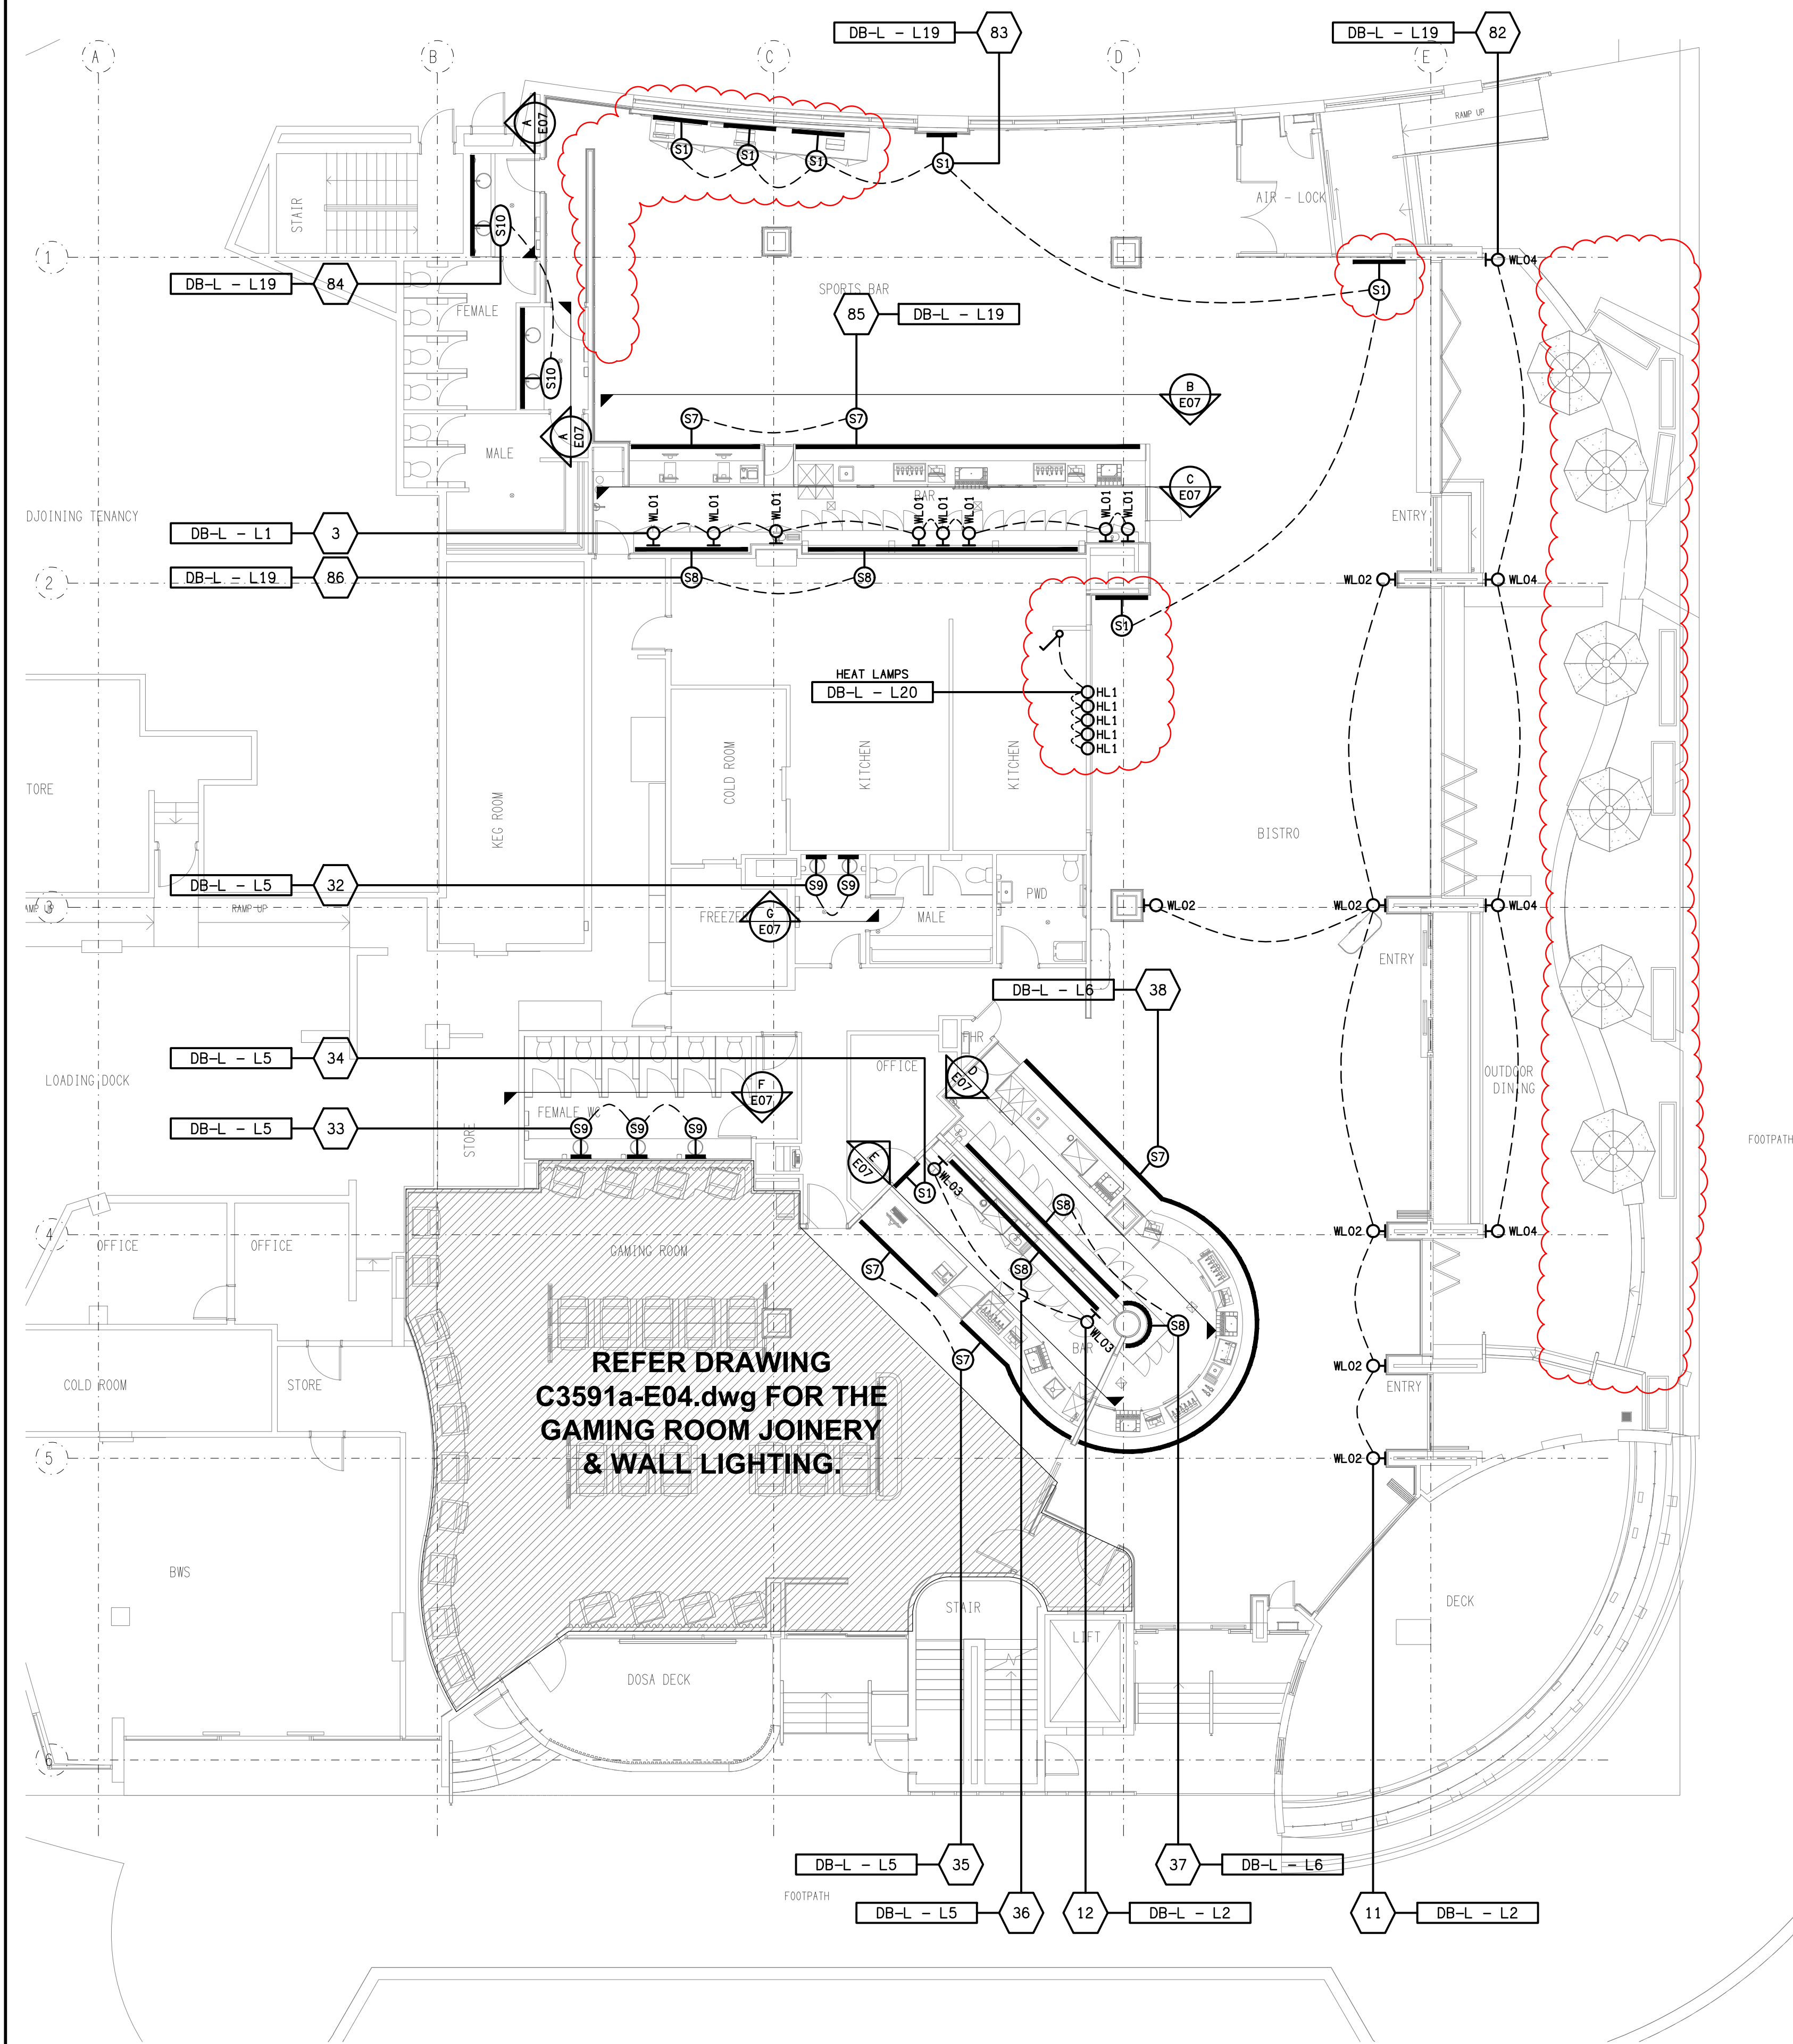 DB-L - L19
83
DB-L - L19
82
A
B
C
D
E
A
E07
RAMP UP
S1
S1
S1
S1
STAIR
AIR - LOCK
S10
1
WL04
DB-L - L19
84
FEMALE
SPORTS BAR
S1
85
DB-L - L19
S10
B
E07
S7
S7
A
E07
MALE
C
E07
BAR
WL01
WL01
WL01
WL01
WL01
WL01
WL01
WL01
DJOINING TENANCY
ENTRY
DB-L - L1
3
DB-L - L19
86
S8
S8
2
WL02
WL04
S1
HEAT LAMPS
DB-L - L20
HL1
HL1
HL1
HL1
HL1
TORE
KEG ROOM
COLD ROOM
KITCHEN
KITCHEN
BISTRO
DB-L - L5
32
S9
S9
PWD
3
RAMP UP
FREEZE
G
E07
MALE
WL02
WL02
WL04
ENTRY
DB-L - L6
38
DB-L - L5
34
OFFICE
D
E07
LOADING DOCK
F
E07
OUTDOOR
DINING
FEMALE WC
DB-L - L5
33
S9
S9
S9
STORE
S7
FOOTPATH
E
E07
WL03
S1
S8
4
OFFICE
OFFICE
GAMING ROOM
WL02
WL04
S7
S8
S8
WL03
BAR
REFER DRAWING
C3591a-E04.dwg FOR THE
GAMING ROOM JOINERY
& WALL LIGHTING.
S7
WL02
ENTRY
COLD ROOM
STORE
5
WL02
BWS
STAIR
DECK
LIFT
DOSA DECK
6
DB-L - L5
35
37
DB-L - L6
FOOTPATH
DB-L - L5
36
12
DB-L - L2
11
DB-L - L2